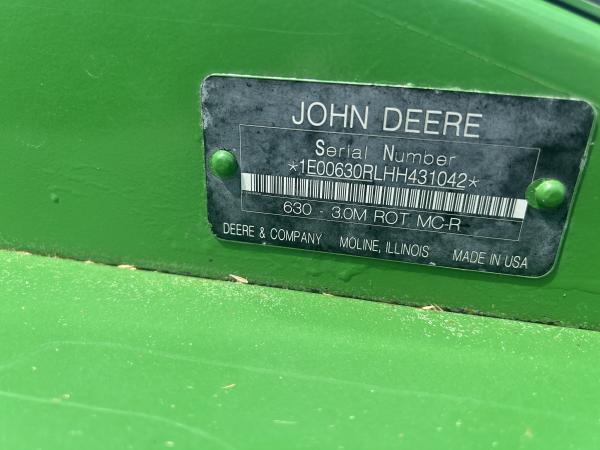 JOHN DEERE
Serial Number
*1E00630RLHH431042*
630 - 3.0M ROT MC-R
DEERE & COMPANY MOLINE, ILLINOIS MADE IN USA